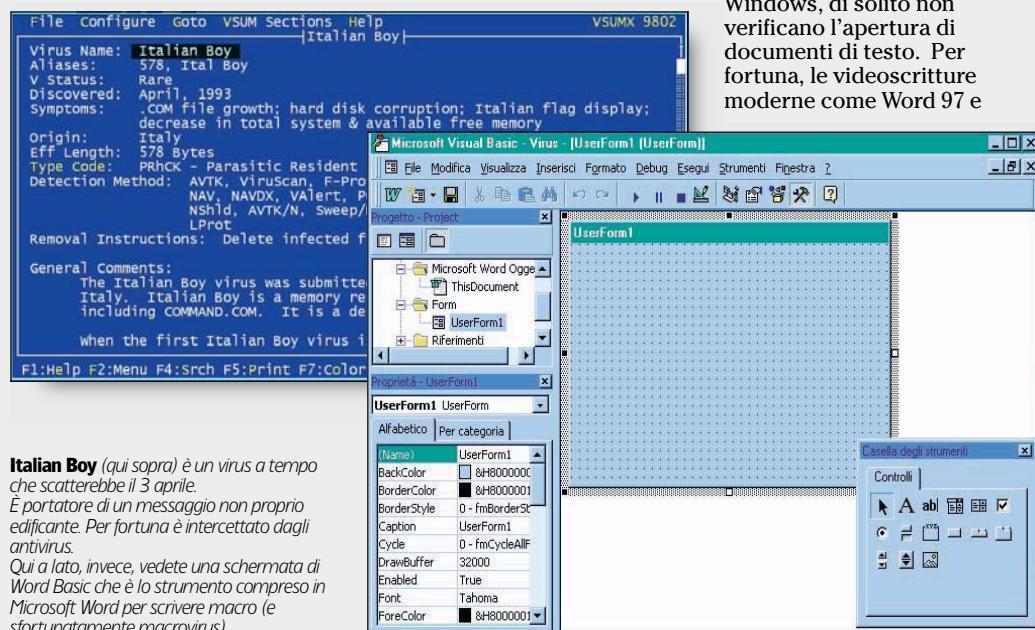 File Configure Goto VSUM Sections Help VSUMX 9802
Italian Boy
Virus Name: Italian Boy
Aliases: 578, Ital Boy
V Status: Rare
Discovered: April, 1993
Symptoms: .COM file growth; hard disk corruption; Italian flag display;
decrease in total system & available free memory
Origin: Italy
Eff Length: 578 Bytes
Type Code: PRhCK - Parasitic Resident
Detection Method: AVTK, ViruScan, F-Pro
NAV, NAVDX, VAlert, P
NShld, AVTK/N, Sweep/
LProt
Removal Instructions: Delete infected f
General Comments:
The Italian Boy virus was submitte
Italy. Italian Boy is a memory re
including COMMAND.COM. It is a de
When the first Italian Boy virus i
F1:Help F2:Menu F4:Srch F5:Print F7:Color
Windows, di solito non
verificano l'apertura di
documenti di testo. Per
fortuna, le videoscritture
moderne come Word 97 e
Microsoft Visual Basic - Virus - [UserForm1 (UserForm)]
File Modifica Visualizza Inserisci Formato Debug Esegui Strumenti Finestra ?
Progetto - Project
Microsoft Word Ogge
ThisDocument
Form
UserForm1
Riferimenti
Proprietà - UserForm1
UserForm1 UserForm
Alfabetico Per categoria
(Name) UserForm1
BackColor &H8000000
BorderColor &H8000001
BorderStyle 0 - fmBorderSt
Caption UserForm1
Cycle 0 - fmCycleAllF
DrawBuffer 32000
Enabled True
Font Tahoma
ForeColor &H8000001
UserForm1
Casella degli strumenti
Controlli
A ab|
Italian Boy (qui sopra) è un virus a tempo
che scatterebbe il 3 aprile.
È portatore di un messaggio non proprio
edificante. Per fortuna è intercettato dagli
antivirus.
Qui a lato, invece, vedete una schermata di
Word Basic che è lo strumento compreso in
Microsoft Word per scrivere macro (e
sfortunatamente macrovirus)